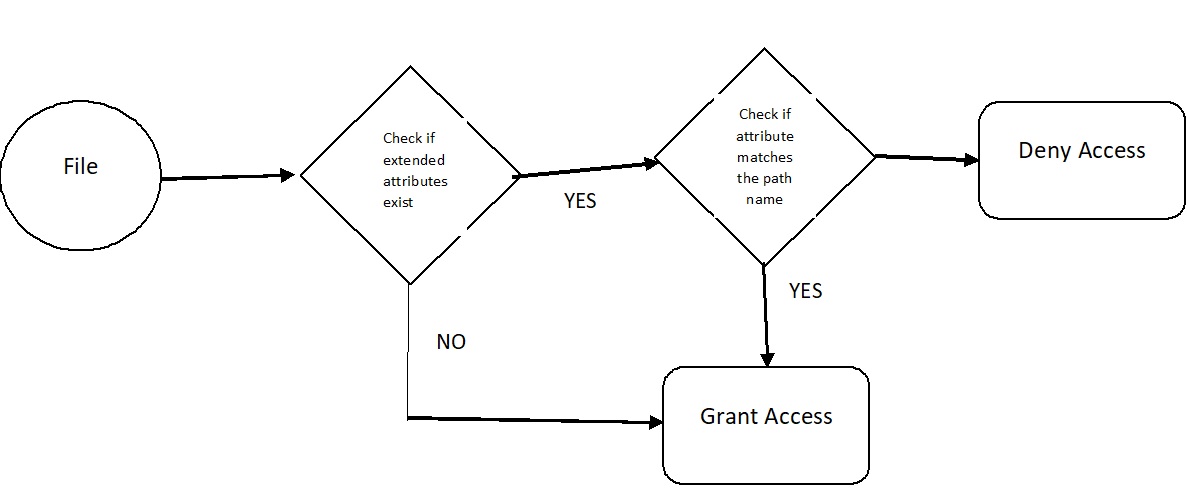 File
Check if
extended
attributes
exist
YES
Check if
attribute
matches
the path
name
Deny Access
YES
NO
Grant Access